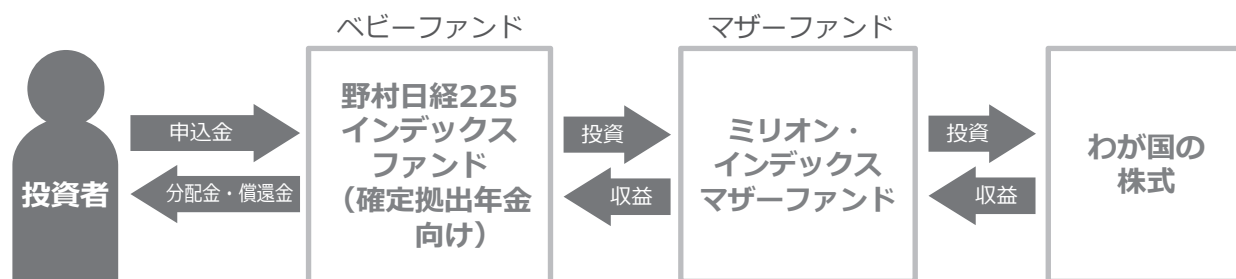 ベビーファンド
マザーファンド
投資者
申込金
分配金・償還金
野村日経225
インデックス
ファンド
（確定拠出年金
向け）
投資
収益
ミリオン・
インデックス
マザーファンド
投資
収益
わが国の
株式